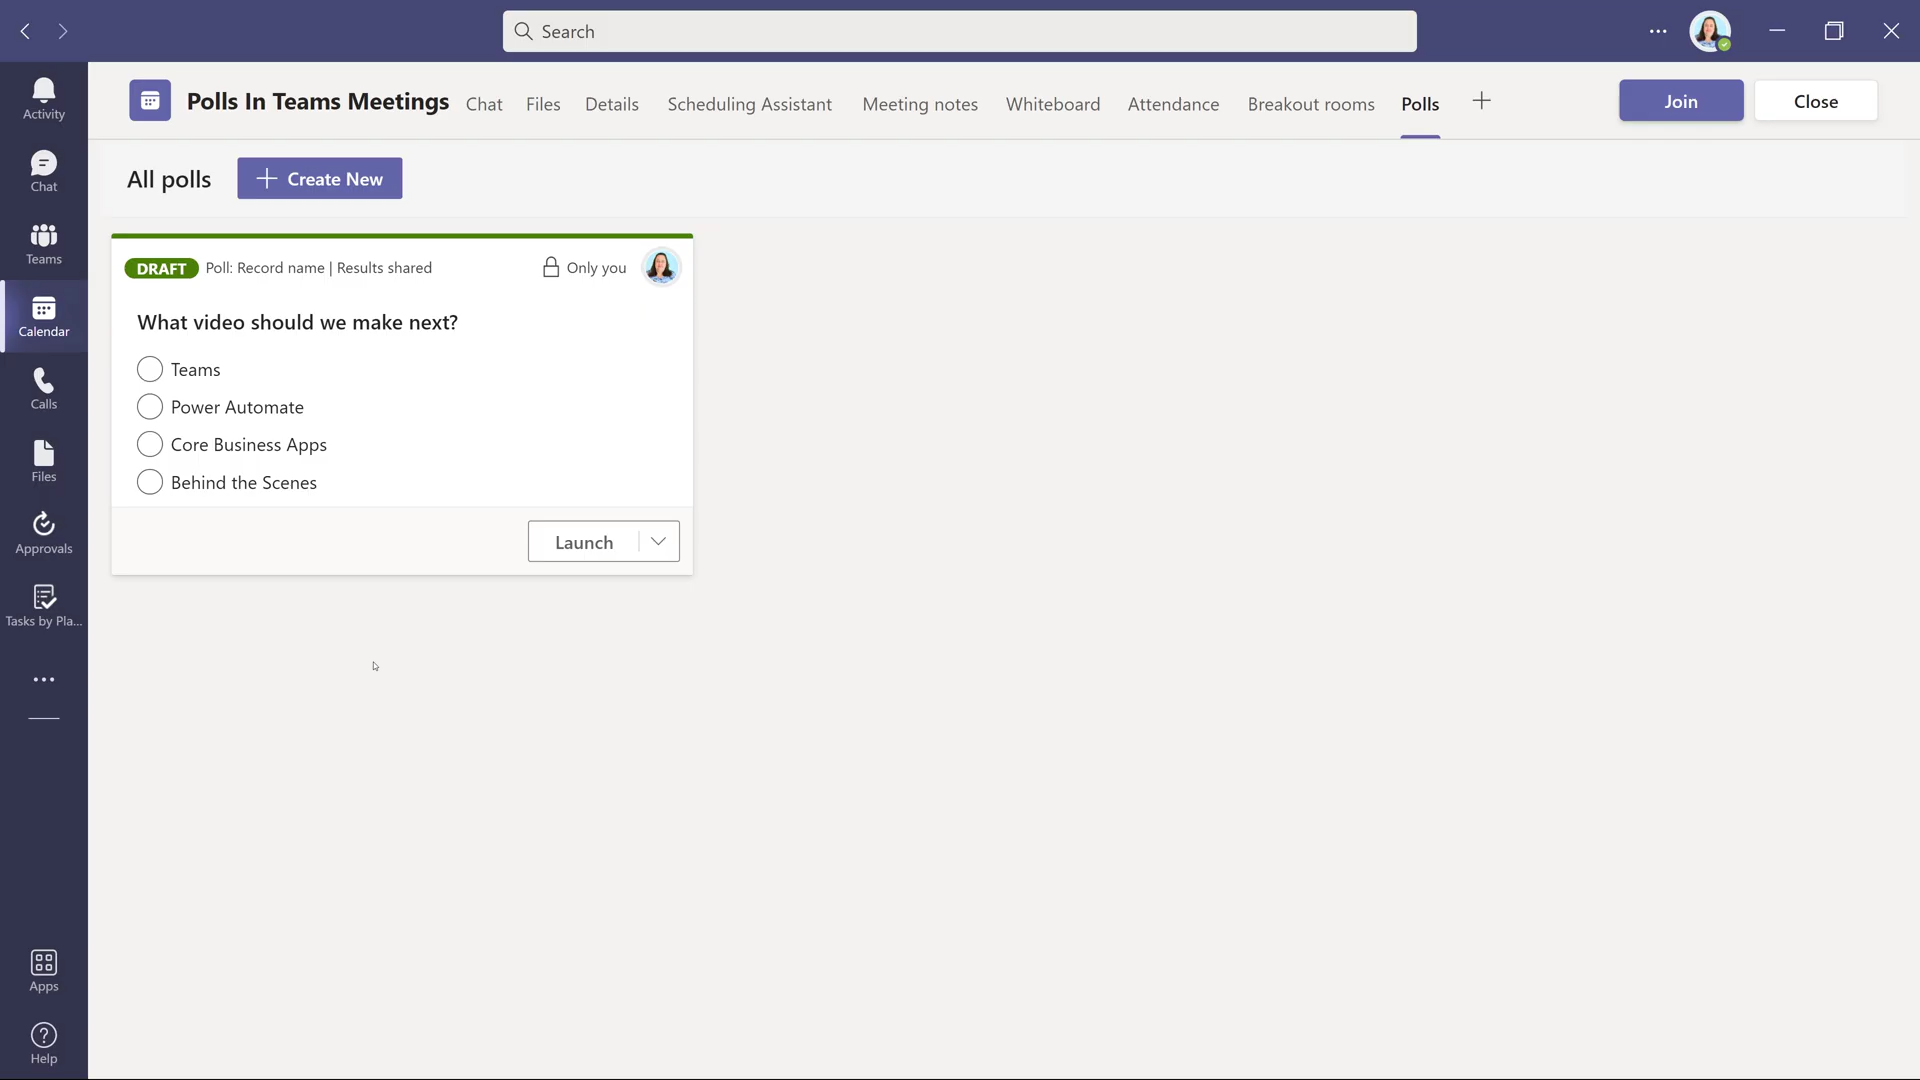 Search
Activity
Chat
Teams
Calendar
Calls
Files
Approvals
Tasks by Pla...
Apps
Help
Polls In Teams Meetings
Chat
Files
Details
Scheduling Assistant
Meeting notes
Whiteboard
Attendance
Breakout rooms
Polls
Join
Close
All polls
Create New
DRAFT Poll: Record name | Results shared
Only you
What video should we make next?
Teams
Power Automate
Core Business Apps
Behind the Scenes
Launch